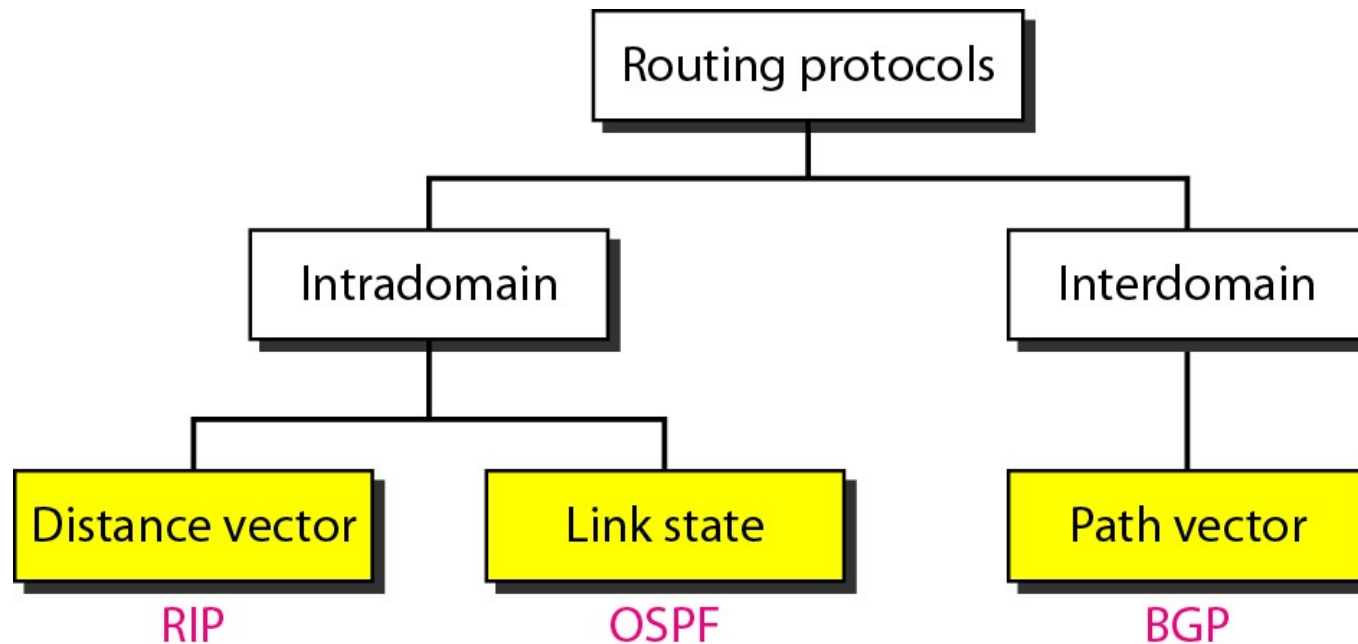 Routing protocols
Intradomain
Interdomain
Distance vector
Link state
Path vector
RIP
OSPF
BGP